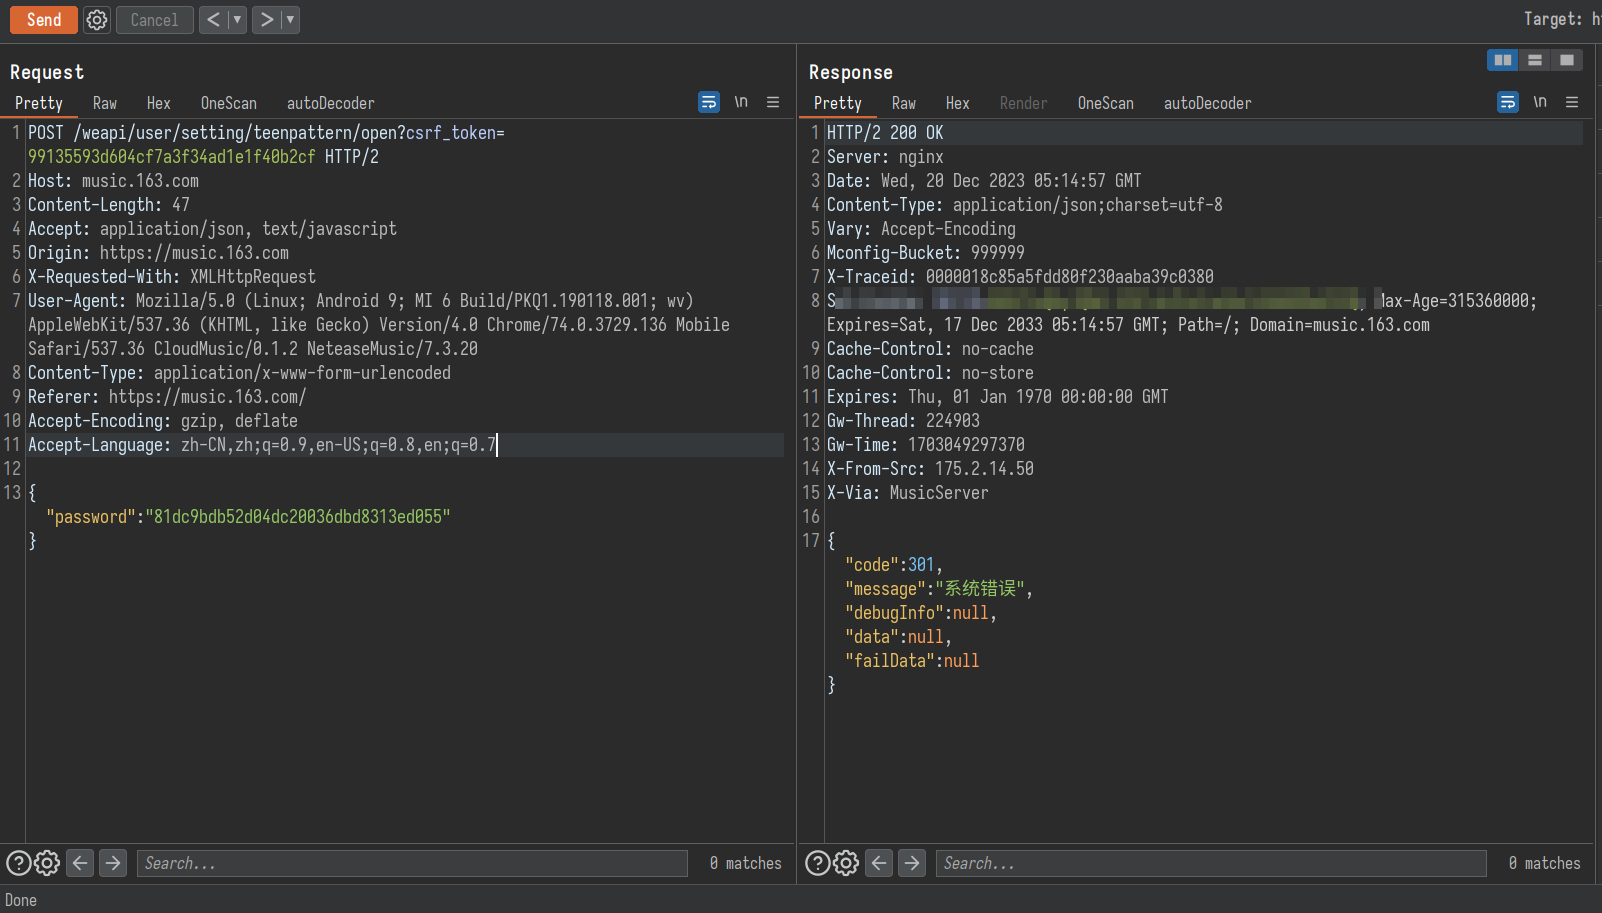 Send Cancel < ▼ > ▼ Target:
Request
Pretty Raw Hex OneScan autoDecoder \n
1 POST /weapi/user/setting/teenpattern/open?csrf_token=
99135593d604cf7a3f34ad1e1f40b2cf HTTP/2
2 Host: music.163.com
3 Content-Length: 47
4 Accept: application/json, text/javascript
5 Origin: https://music.163.com
6 X-Requested-With: XMLHttpRequest
7 User-Agent: Mozilla/5.0 (Linux; Android 9; MI 6 Build/PKQ1.190118.001; wv)
AppleWebKit/537.36 (KHTML, like Gecko) Version/4.0 Chrome/74.0.3729.136 Mobile
Safari/537.36 CloudMusic/0.1.2 NeteaseMusic/7.3.20
8 Content-Type: application/x-www-form-urlencoded
9 Referer: https://music.163.com/
10 Accept-Encoding: gzip, deflate
11 Accept-Language: zh-CN,zh;q=0.9,en-US;q=0.8,en;q=0.7
12
13 {
"password":"81dc9bdb52d04dc20036dbd8313ed055"
}
Search... 0 matches
Response
Pretty Raw Hex Render OneScan autoDecoder \n
1 HTTP/2 200 OK
2 Server: nginx
3 Date: Wed, 20 Dec 2023 05:14:57 GMT
4 Content-Type: application/json;charset=utf-8
5 Vary: Accept-Encoding
6 Mconfig-Bucket: 999999
7 X-Traceid: 0000018c85a5fdd80f230aaba39c0380
8 Max-Age=315360000;
Expires=Sat, 17 Dec 2033 05:14:57 GMT; Path=/; Domain=music.163.com
9 Cache-Control: no-cache
10 Cache-Control: no-store
11 Expires: Thu, 01 Jan 1970 00:00:00 GMT
12 Gw-Thread: 224903
13 Gw-Time: 1703049297370
14 X-From-Src: 175.2.14.50
15 X-Via: MusicServer
16
17 {
"code":301,
"message":"系统错误",
"debugInfo":null,
"data":null,
"failData":null
}
Search... 0 matches
Done